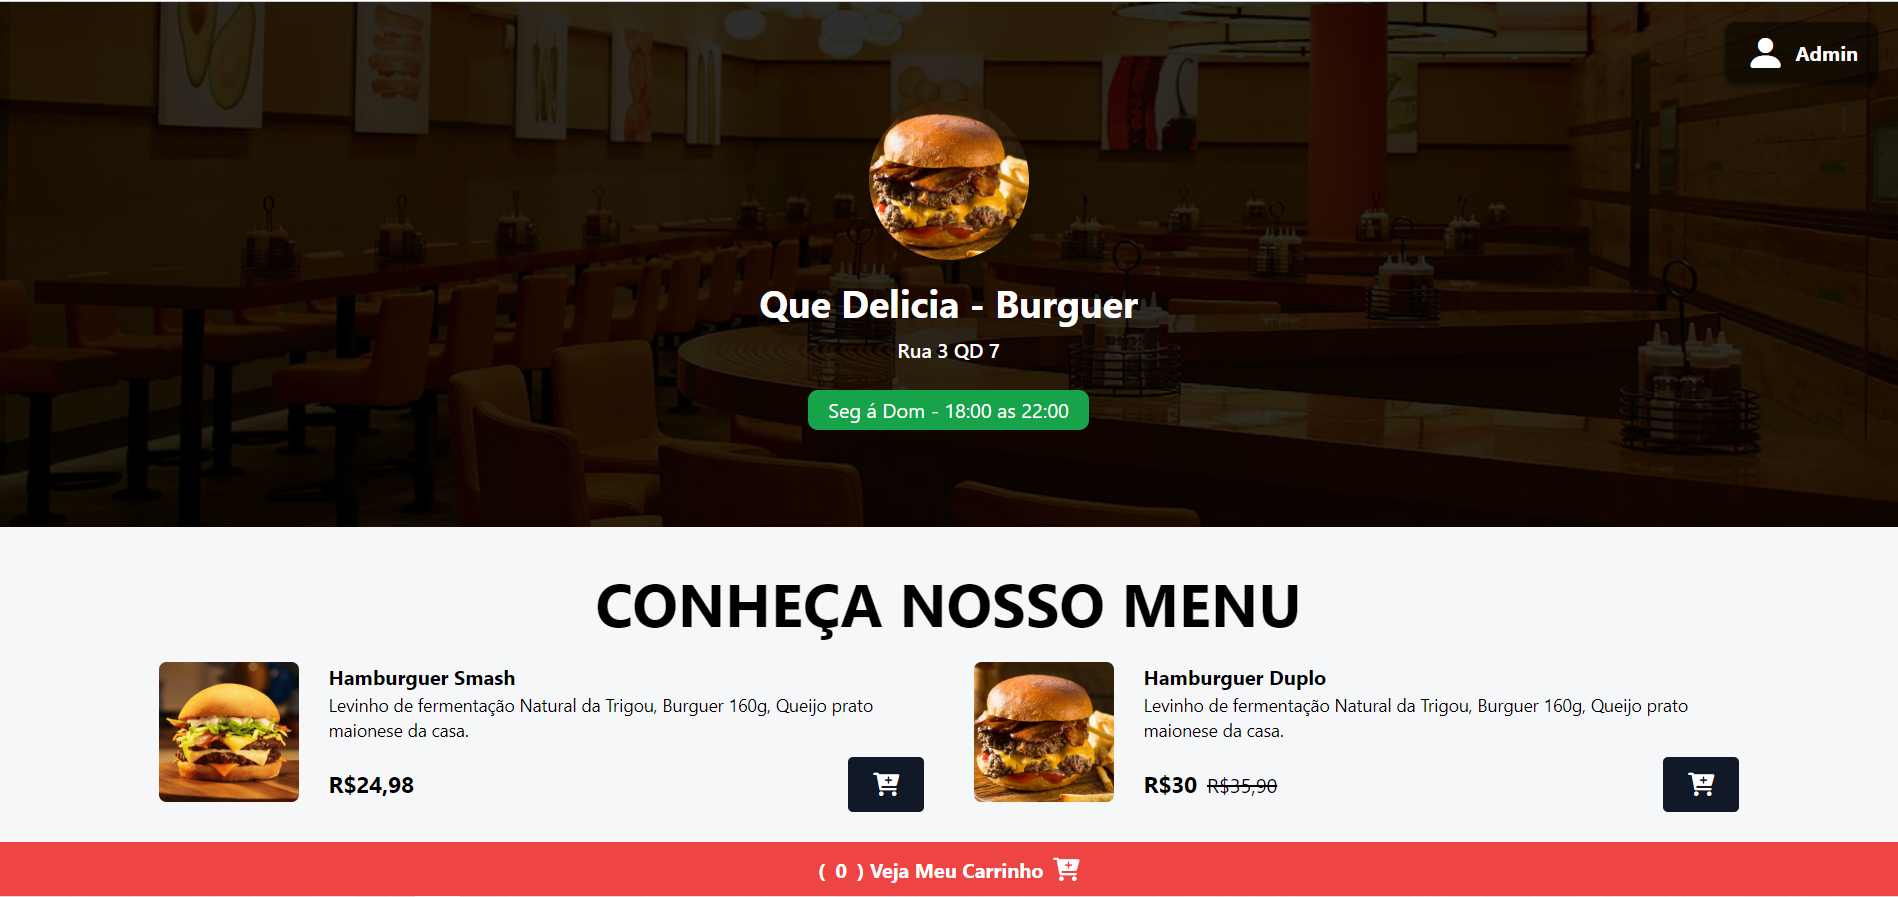 Admin
Que Delicia - Burguer
Rua 3 QD 7
Seg á Dom - 18:00 as 22:00
CONHEÇA NOSSO MENU
Hamburguer Smash
Levinho de fermentação Natural da Trigou, Burguer 160g, Queijo prato
maionese da casa.
R$24,98
Hamburguer Duplo
Levinho de fermentação Natural da Trigou, Burguer 160g, Queijo prato
maionese da casa.
R$30 R$35,90
( 0 ) Veja Meu Carrinho